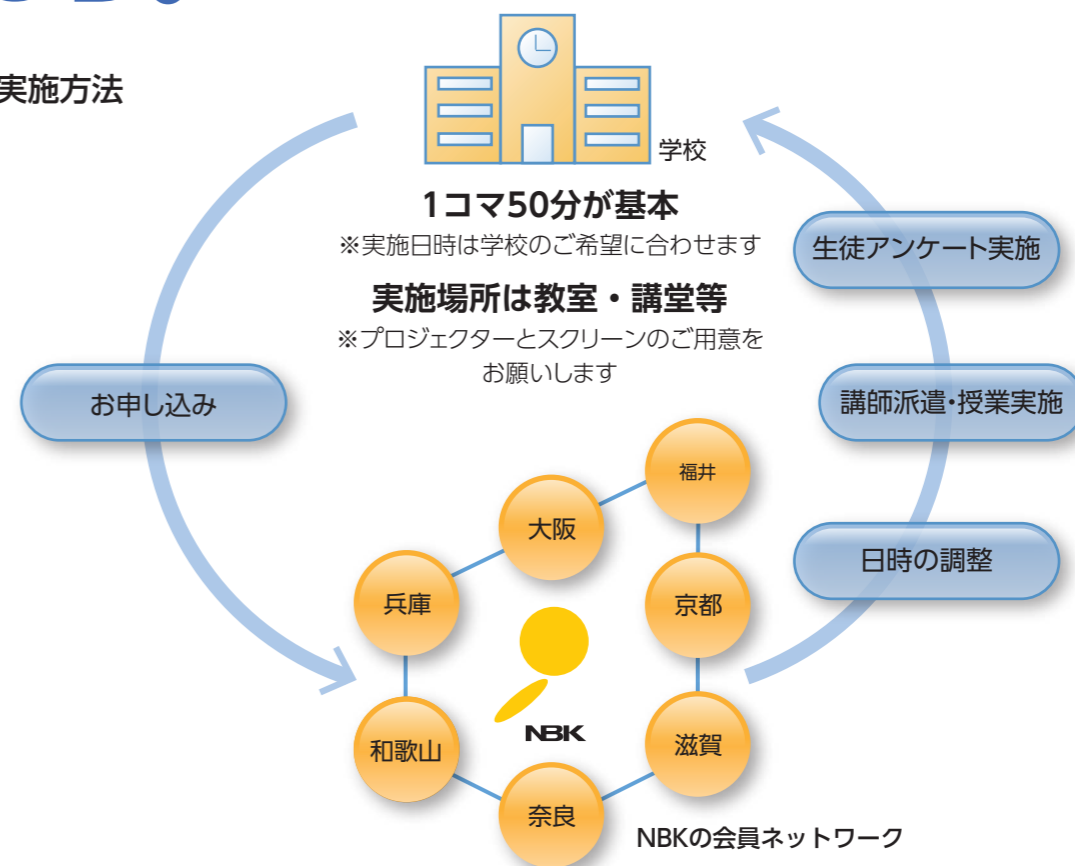 実施方法
学校
1コマ50分が基本
※実施日時は学校のご希望に合わせます
実施場所は教室・講堂等
※プロジェクターとスクリーンのご用意を
お願いします
お申し込み
生徒アンケート実施
講師派遣・授業実施
日時の調整
福井
大阪
兵庫
京都
和歌山
滋賀
奈良
NBK
NBKの会員ネットワーク